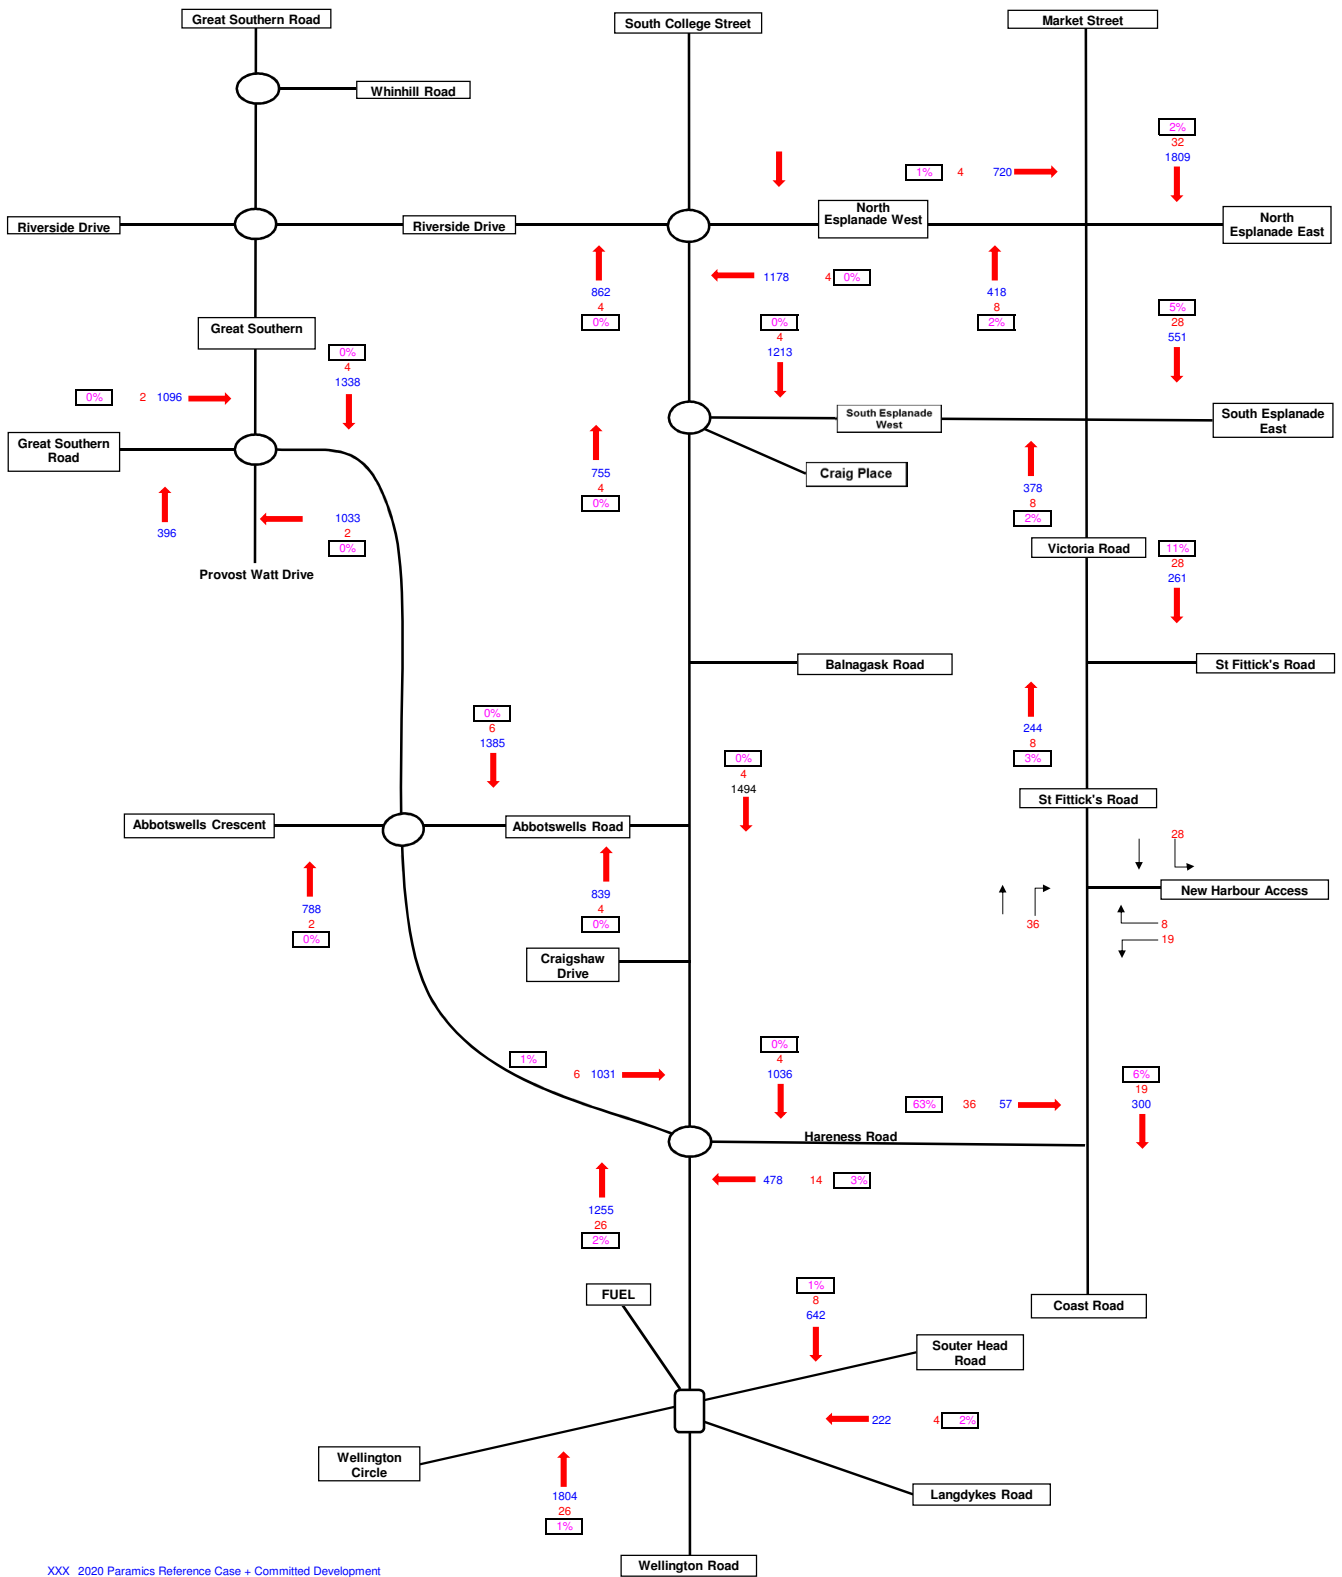 Great Southern Road
South College Street
Market Street
Whinhill Road
2%
32
1809
1% 4 720
North
Esplanade West
North
Esplanade East
Riverside Drive
Riverside Drive
1178 4 0%
862
4
0%
418
8
2%
5%
28
551
Great Southern
0%
4
1338
0%
4
1213
0% 2 1096
South Esplanade
West
South Esplanade
East
Great Southern
Road
755
4
0%
Craig Place
378
8
2%
396
1033
2
0%
Victoria Road
11%
28
261
Provost Watt Drive
Balnagask Road
St Fittick's Road
0%
6
1385
244
8
3%
0%
4
1494
St Fittick's Road
Abbotswells Crescent
Abbotswells Road
28
New Harbour Access
788
2
0%
839
4
0%
36
8
19
Craigshaw
Drive
1%
6 1031
0%
4
1036
6%
19
300
63% 36 57
Hareness Road
478 14 3%
1255
26
2%
FUEL
1%
8
642
Coast Road
Souter Head
Road
222 4 2%
Wellington
Circle
1804
26
1%
Langdykes Road
Wellington Road
XXX 2020 Paramics Reference Case + Committed Development